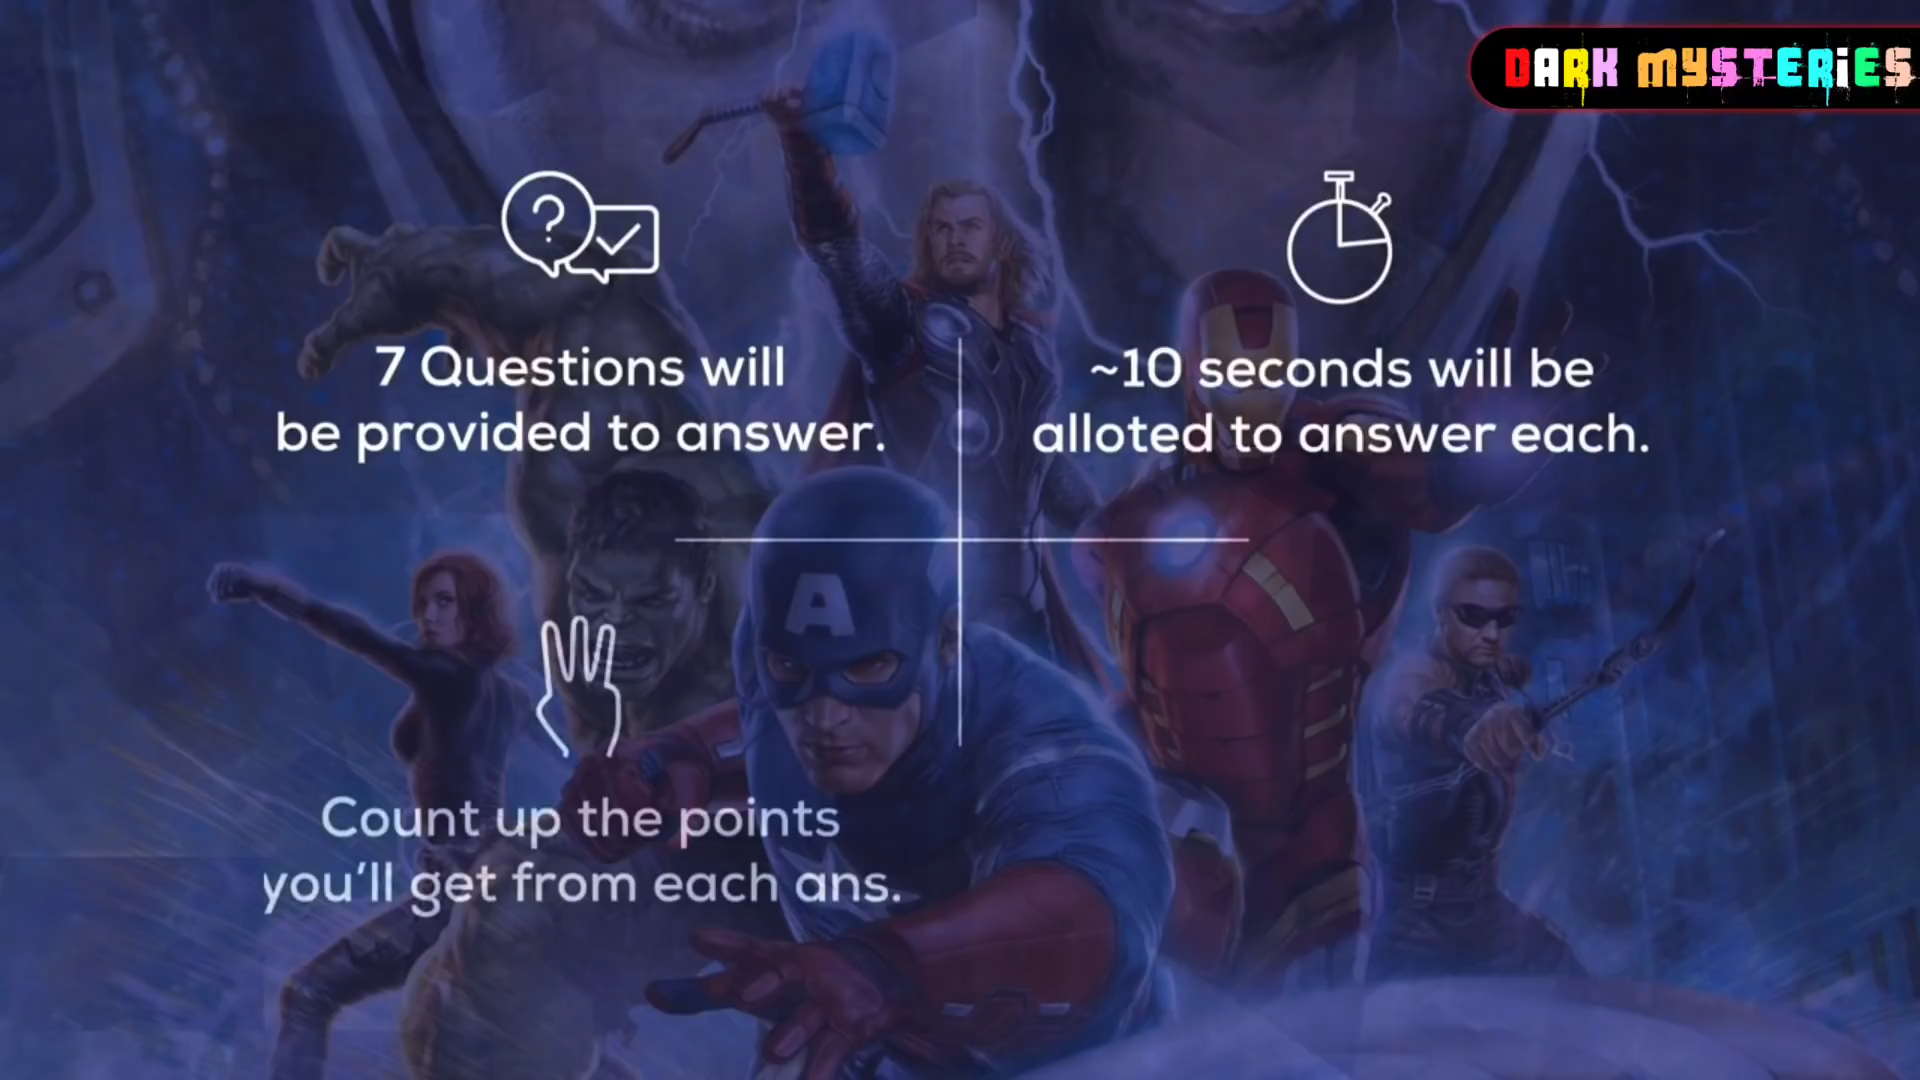 DARK MYSTERiES
7 Questions will
be provided to answer.
~10 seconds will be
alloted to answer each.
Count up the points
you'll get from each ans.
A